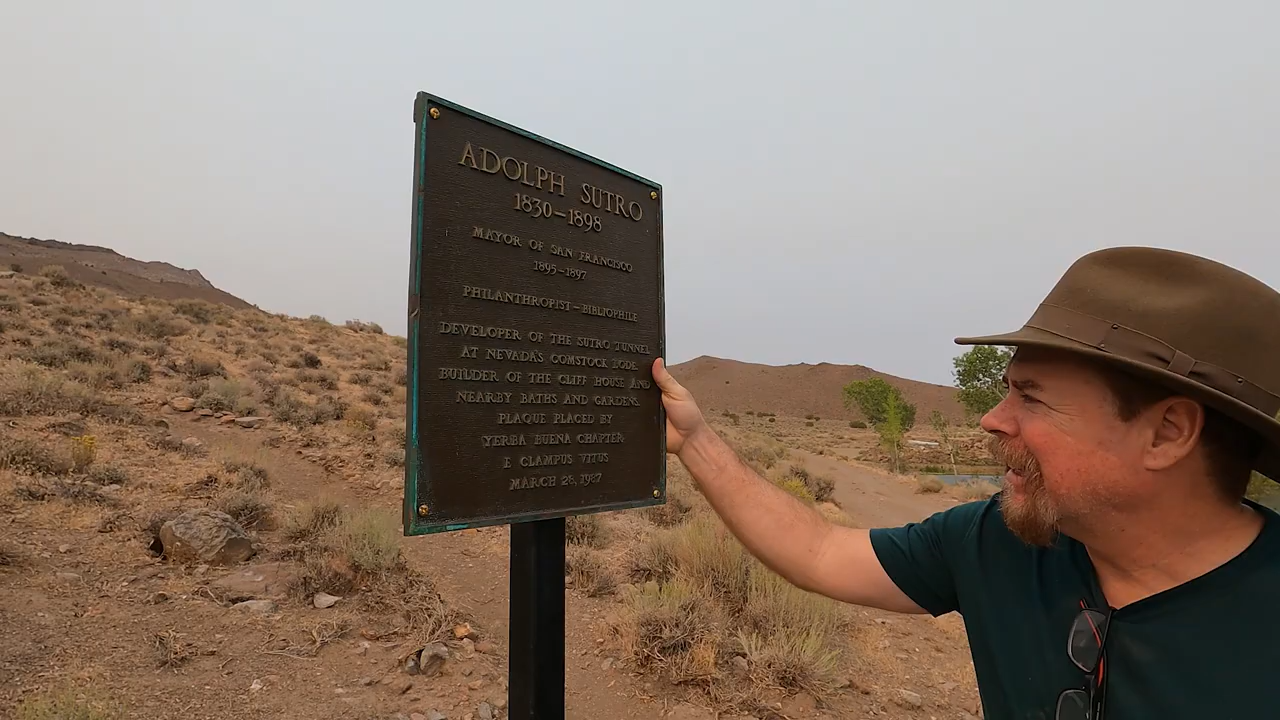 ADOLPH SUTRO
1830–1898
MAYOR OF SAN FRANCISCO
1895–1897
PHILANTHROPIST–BIBLIOPHILE
DEVELOPER OF THE SUTRO TUNNEL
AT NEVADA'S COMSTOCK LODE.
BUILDER OF THE CLIFF HOUSE AND
NEARBY BATHS AND GARDENS.
PLAQUE PLACED BY
YERBA BUENA CHAPTER
E CLAMPUS VITUS
MARCH 28, 1987